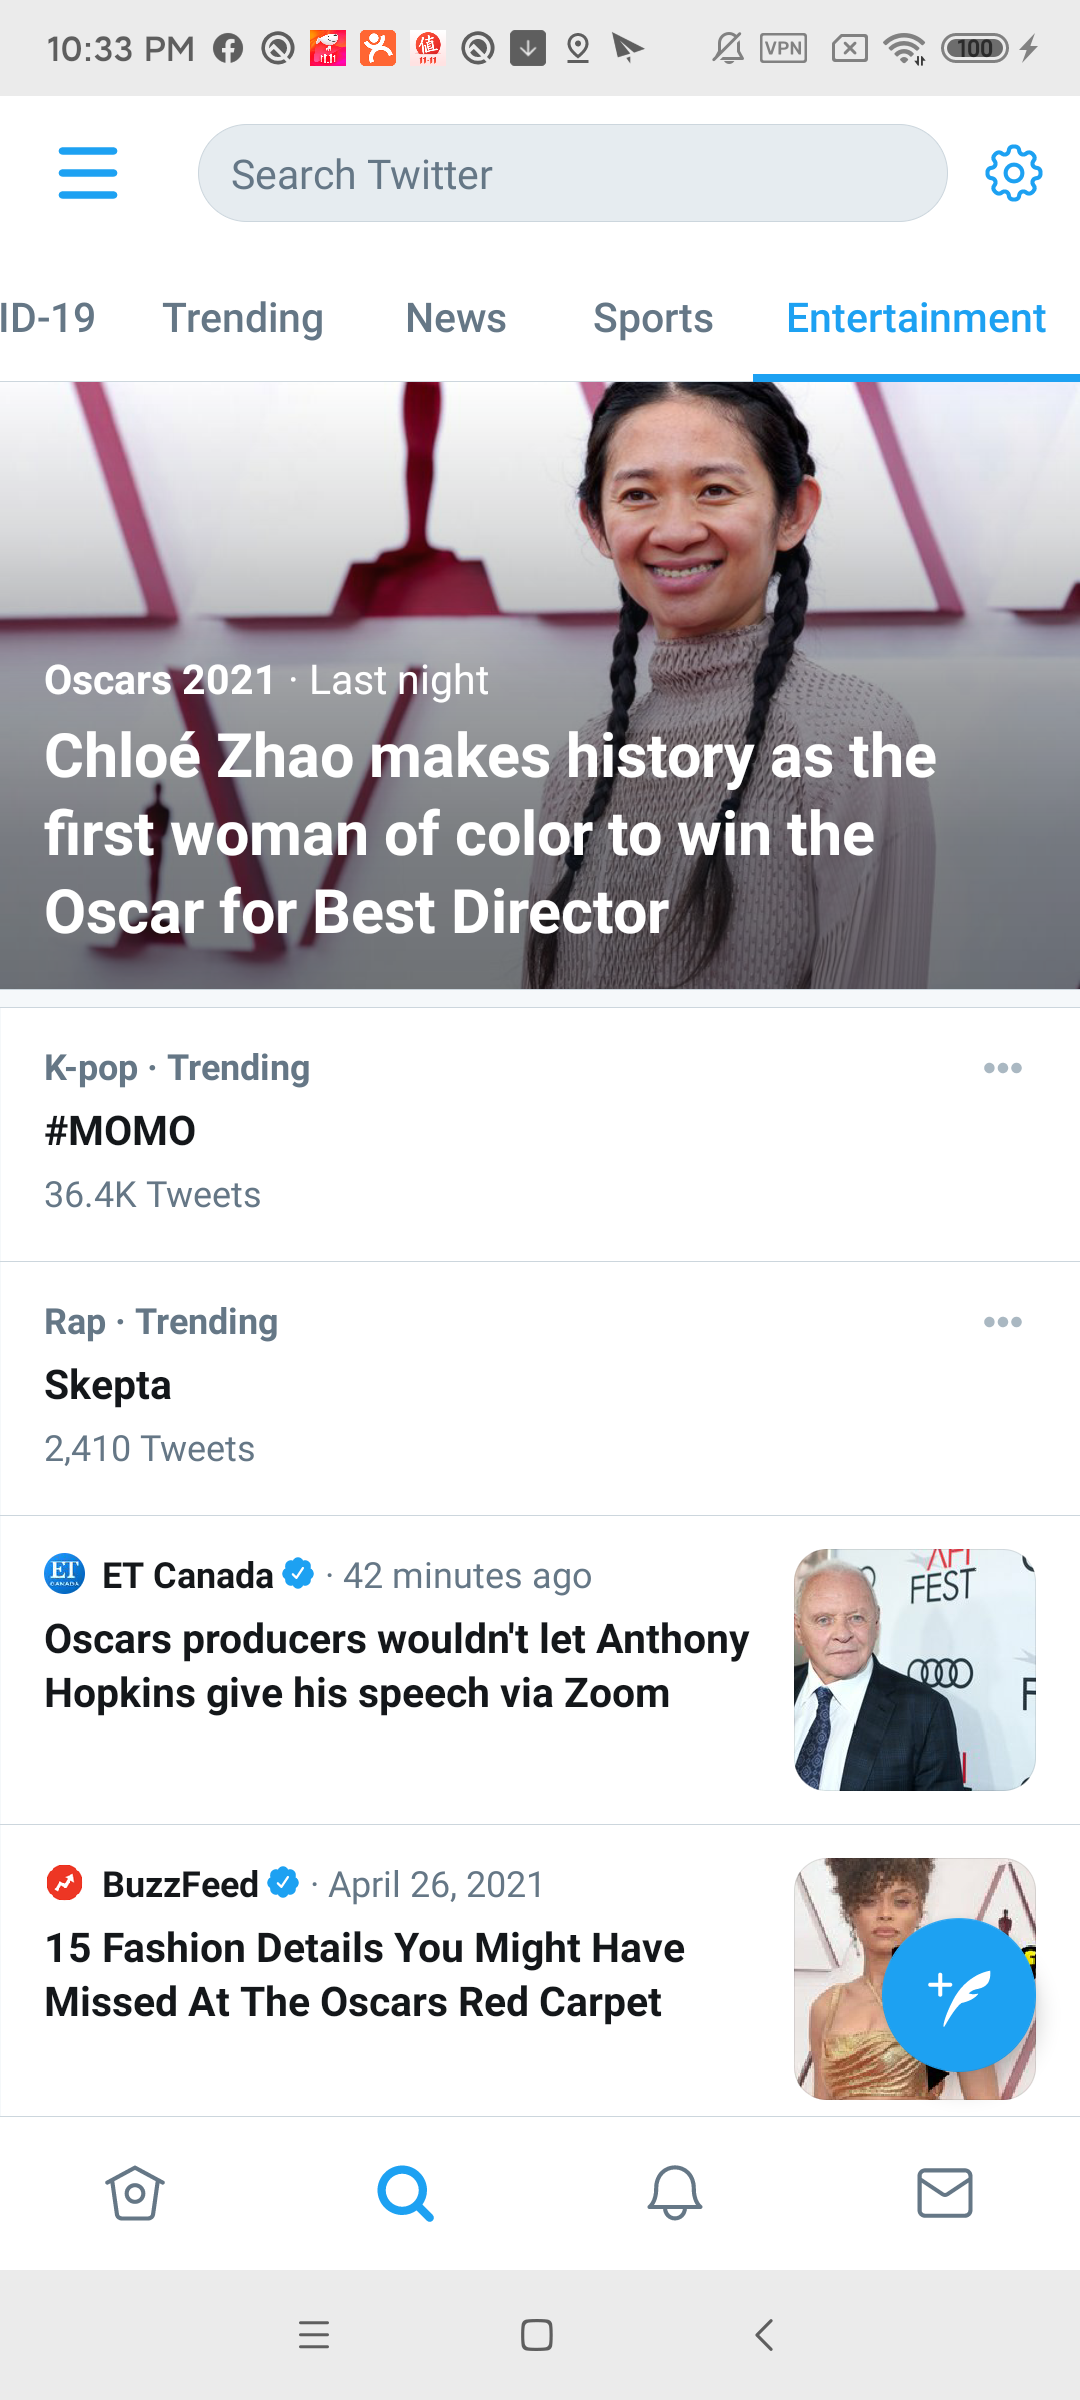 10:33 PM
VPN
100
Search Twitter
ID-19 Trending News Sports Entertainment
Oscars 2021 · Last night
Chloé Zhao makes history as the
first woman of color to win the
Oscar for Best Director
K-pop · Trending
#MOMO
36.4K Tweets
Rap · Trending
Skepta
2,410 Tweets
ET Canada · 42 minutes ago
Oscars producers wouldn't let Anthony
Hopkins give his speech via Zoom
FEST
BuzzFeed · April 26, 2021
15 Fashion Details You Might Have
Missed At The Oscars Red Carpet